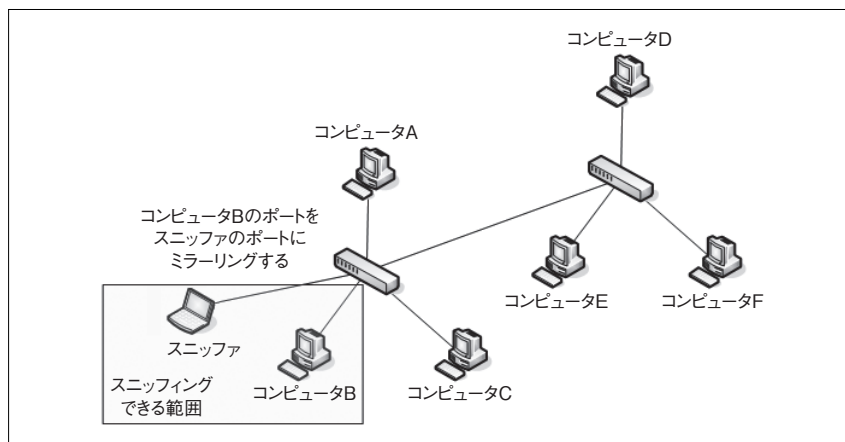 コンピュータD
コンピュータA
コンピュータBのポートを
スニッファのポートに
ミラーリングする
コンピュータE
コンピュータF
スニッファ
コンピュータB
コンピュータC
スニッフィング
できる範囲